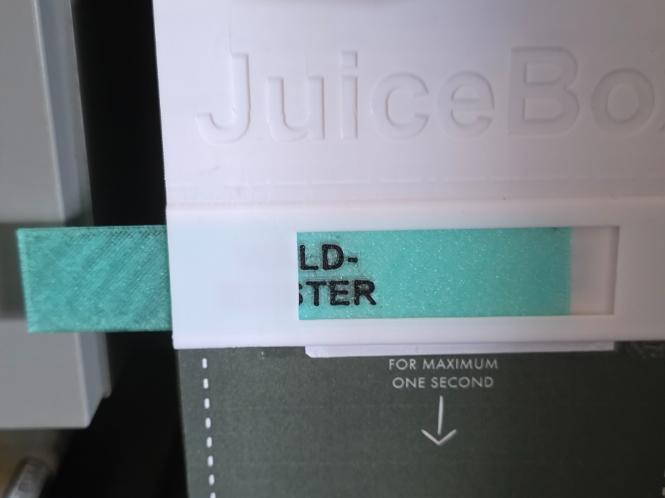 JuiceBo
LD-
STER
FOR MAXIMUM
ONE SECOND